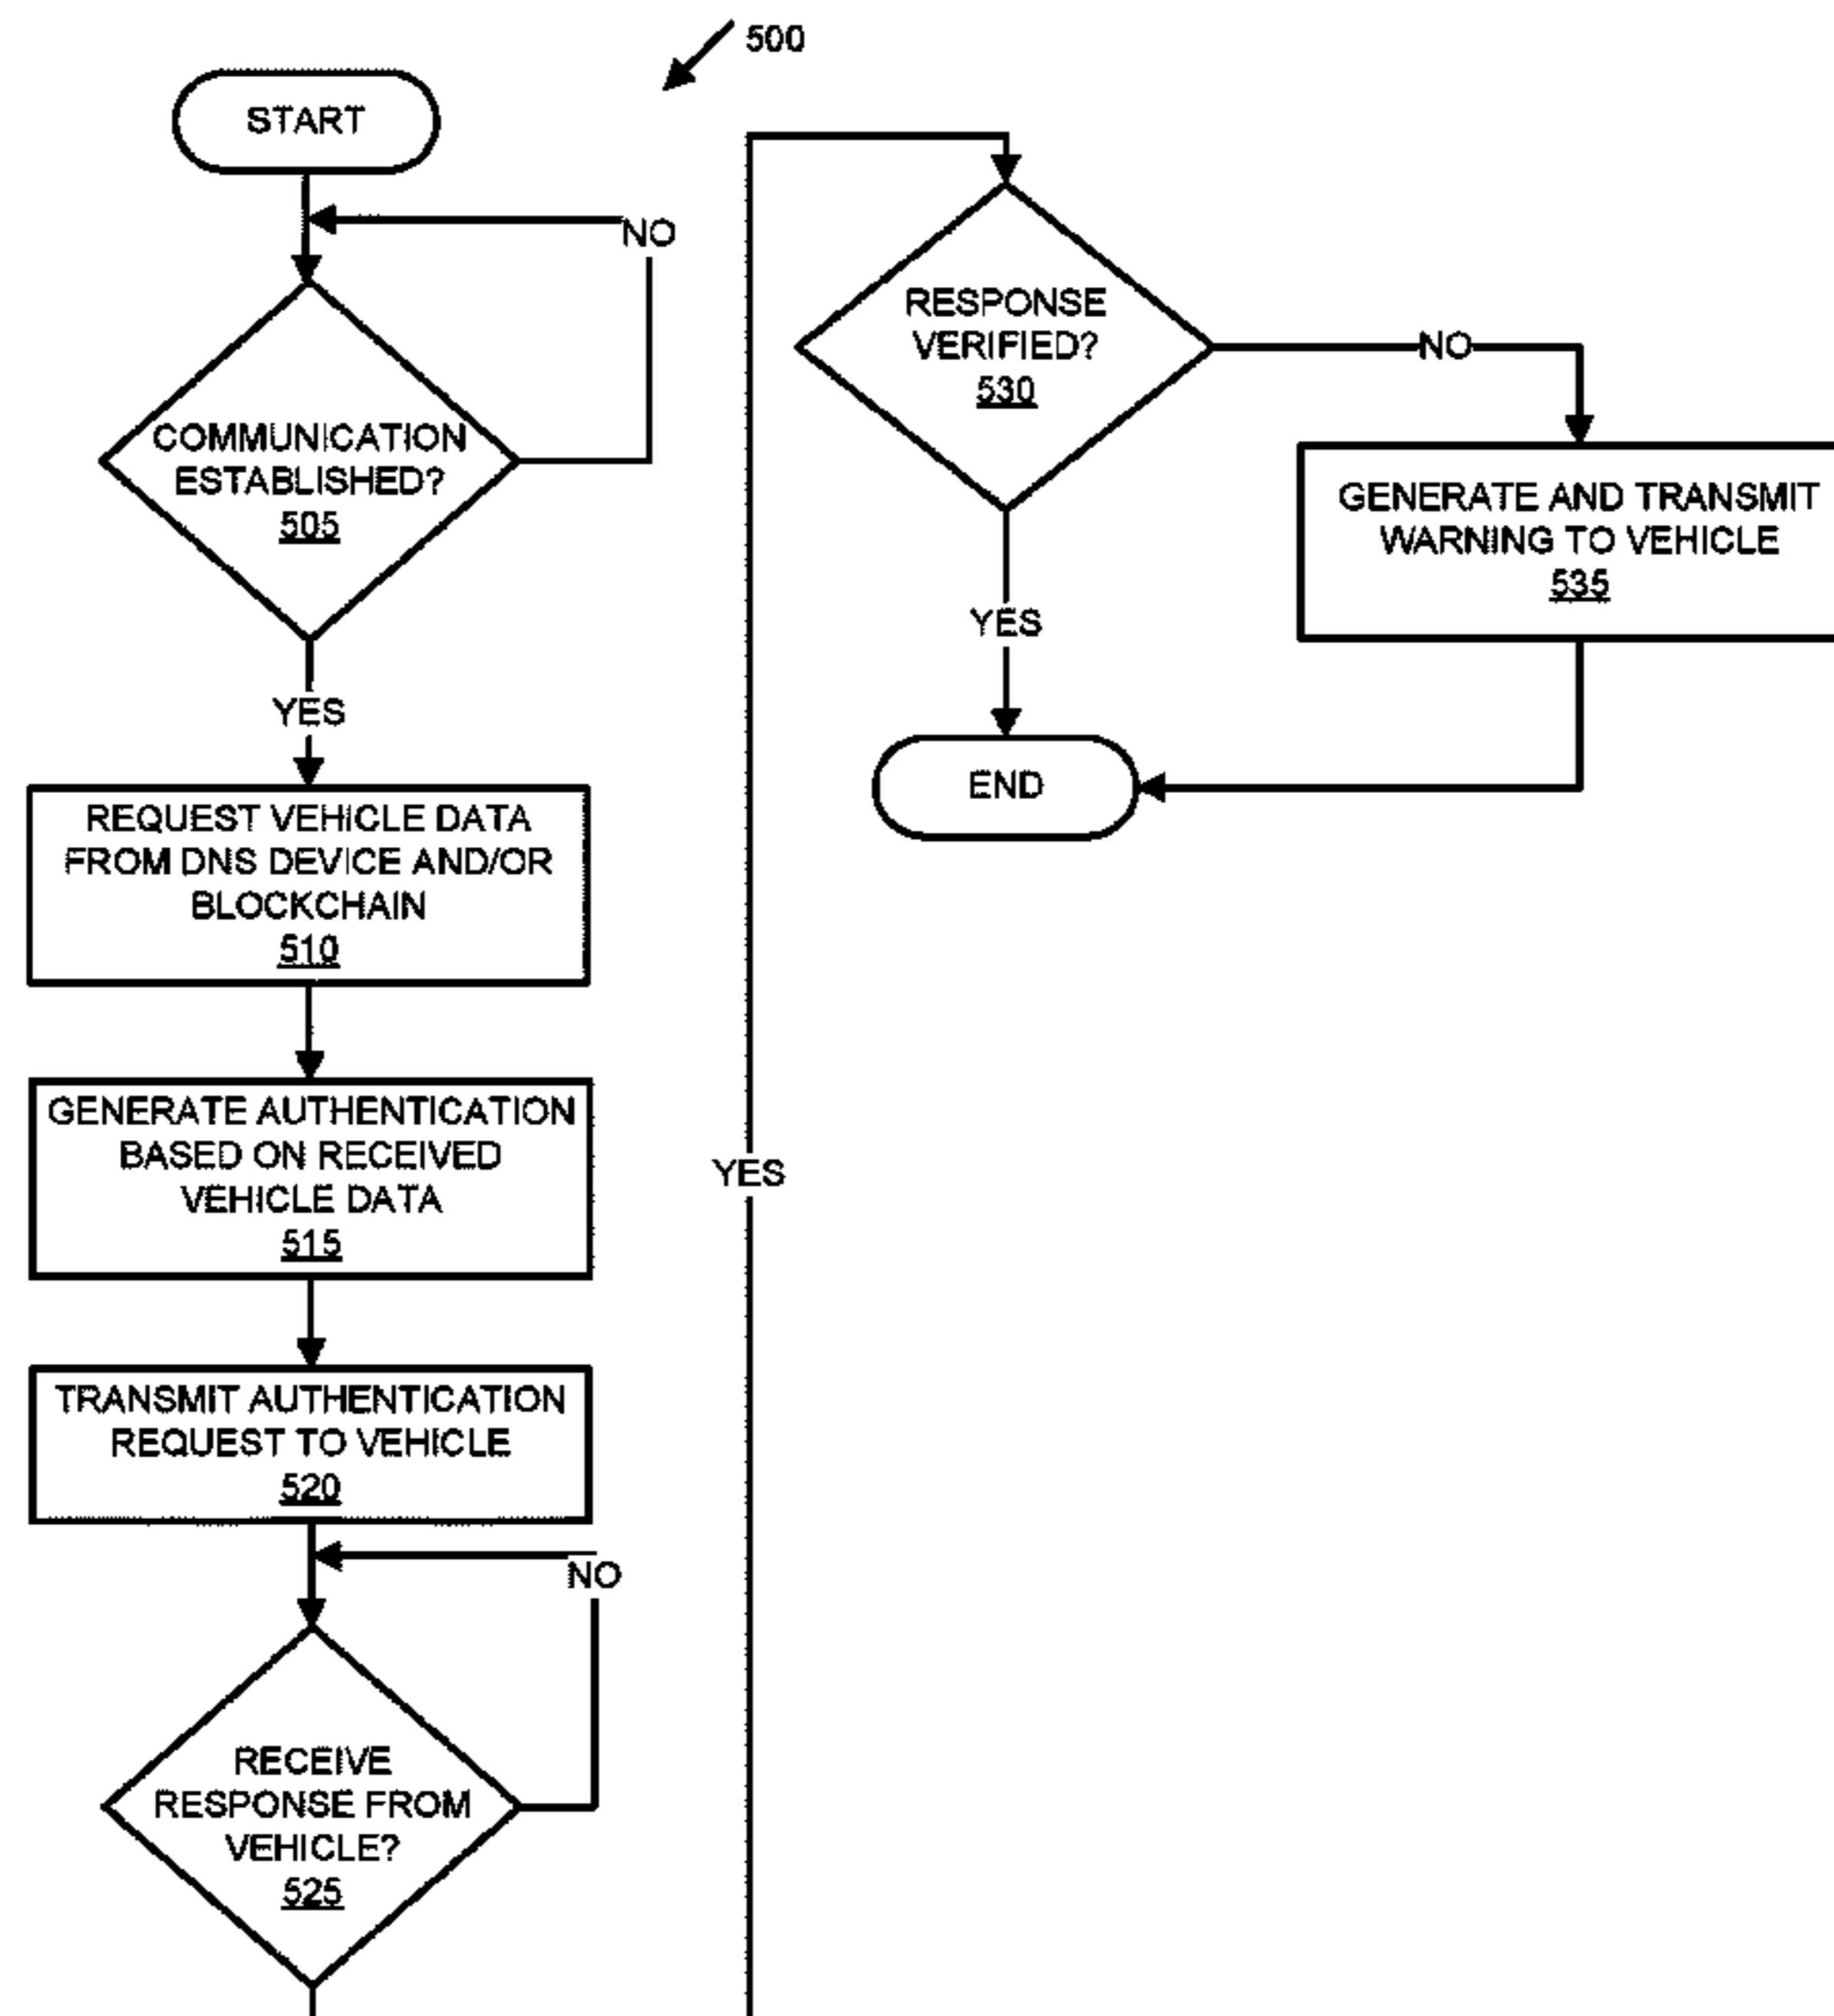 500
START
NO
COMMUNICATION
ESTABLISHED?
505
YES
REQUEST VEHICLE DATA
FROM DNS DEVICE AND/OR
BLOCKCHAIN
510
GENERATE AUTHENTICATION
BASED ON RECEIVED
VEHICLE DATA
515
TRANSMIT AUTHENTICATION
REQUEST TO VEHICLE
520
NO
RECEIVE
RESPONSE FROM
VEHICLE?
525
YES
RESPONSE
VERIFIED?
530
NO
GENERATE AND TRANSMIT
WARNING TO VEHICLE
535
YES
END